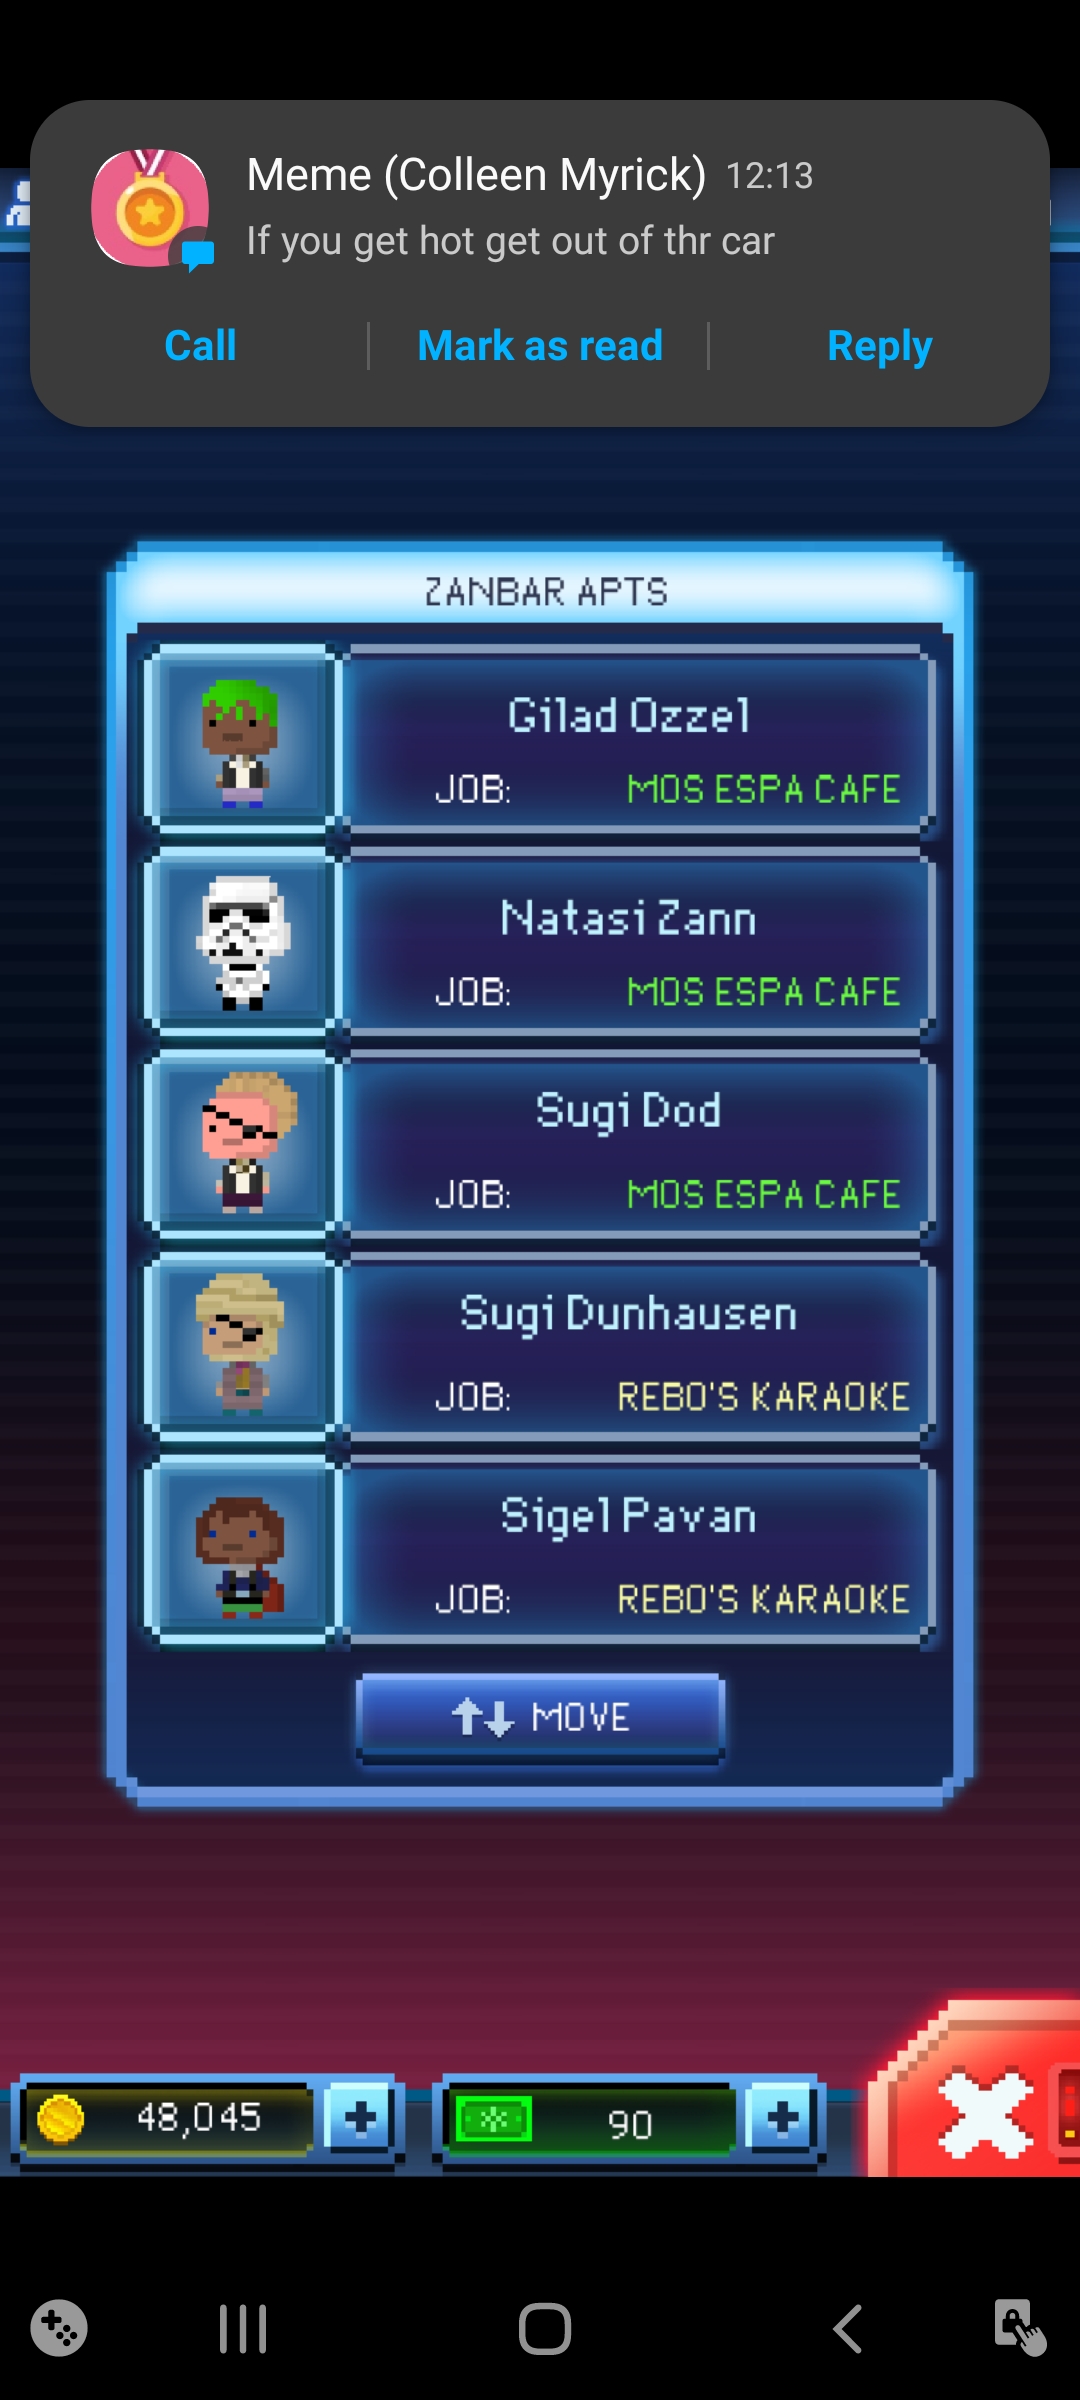 Meme (Colleen Myrick) 12:13
If you get hot get out of thr car
Call Mark as read Reply
ZANBAR APTS
Gilad Ozzel
JOB: MOS ESPA CAFE
Natasi Zann
JOB: MOS ESPA CAFE
Sugi Dod
JOB: MOS ESPA CAFE
Sugi Dunhausen
JOB: REBO'S KARAOKE
Sigel Pavan
JOB: REBO'S KARAOKE
MOVE
48,045 90